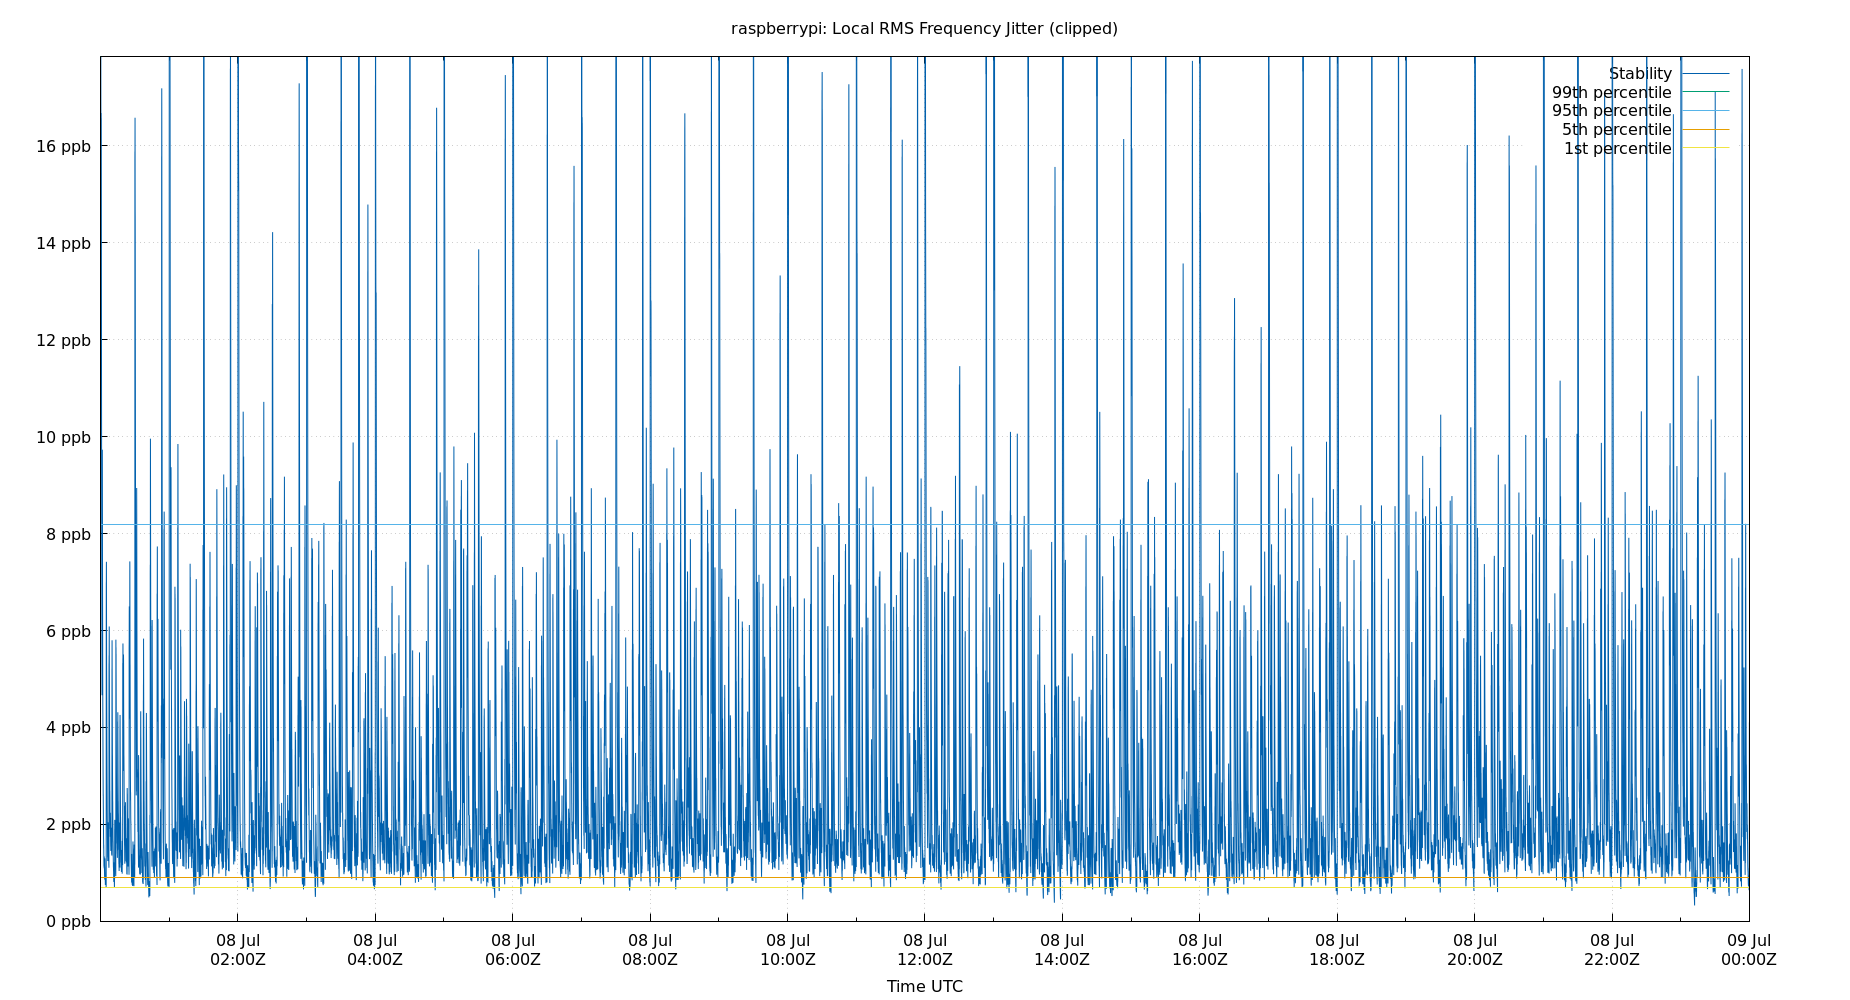 raspberrypi: Local RMS Frequency Jitter (clipped)
Stability
99th percentile
95th percentile
5th percentile
1st percentile
16 ppb
14 ppb
12 ppb
10 ppb
8 ppb
6 ppb
4 ppb
2 ppb
0 ppb
08 Jul 08 Jul 08 Jul 08 Jul 08 Jul 08 Jul 08 Jul 08 Jul 08 Jul 08 Jul 08 Jul 09 Jul
02:00Z 04:00Z 06:00Z 08:00Z 10:00Z 12:00Z 14:00Z 16:00Z 18:00Z 20:00Z 22:00Z 00:00Z
Time UTC